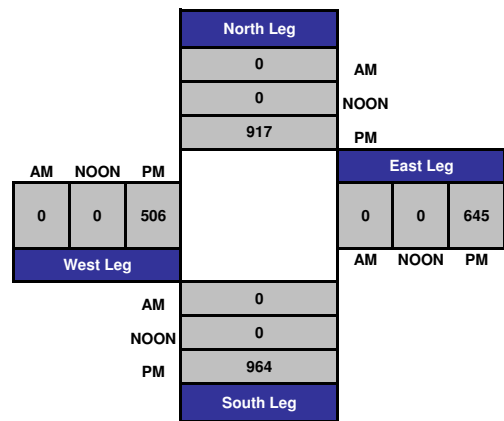 North Leg
0 AM
0 NOON
917 PM
AM NOON PM
East Leg
0 0 506
0 0 645
West Leg
AM NOON PM
AM 0
NOON 0
PM 964
South Leg